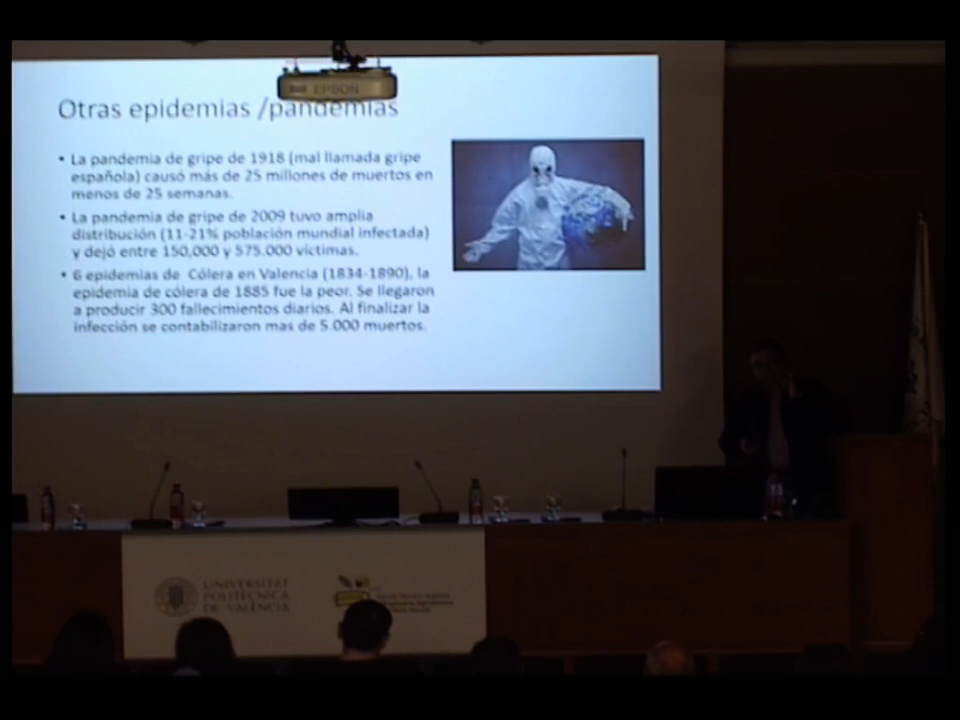 EPSON
Otras epidemias /pandemias
• La pandemia de gripe de 1918 (mal llamada gripe
española) causó más de 25 millones de muertos en
menos de 25 semanas.
• La pandemia de gripe de 2009 tuvo amplia
distribución (11-21% población mundial infectada)
y dejó entre 150,000 y 575.000 víctimas.
• 6 epidemias de Cólera en Valencia (1834-1890), la
epidemia de cólera de 1885 fue la peor. Se llegaron
a producir 300 fallecimientos diarios. Al finalizar la
infección se contabilizaron mas de 5.000 muertos.
UNIVERSITAT
POLITÈCNICA
DE VALÈNCIA